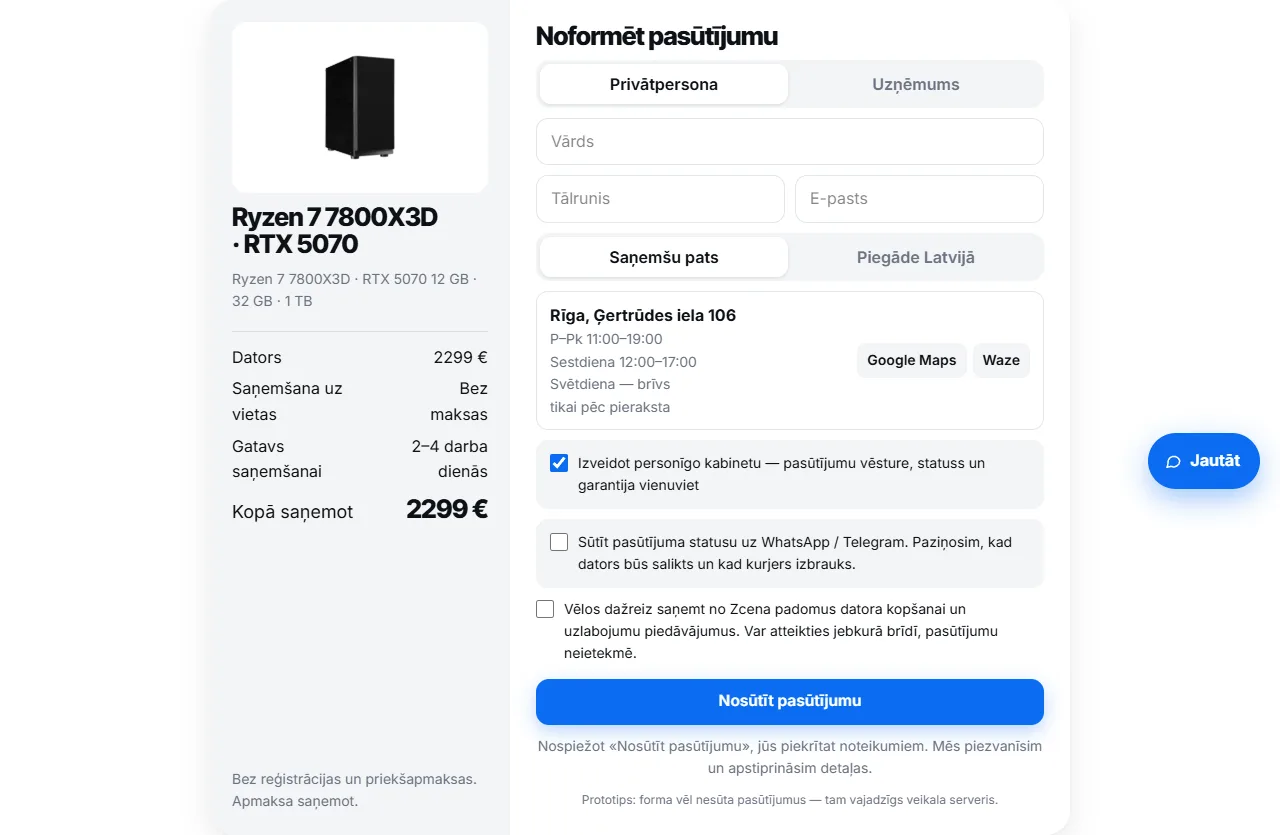 Ryzen 7 7800X3D
· RTX 5070
Ryzen 7 7800X3D · RTX 5070 12 GB ·
32 GB · 1 TB
Dators 2299 €
Saņemšana uz Bez
vietas maksas
Gatavs 2–4 darba
saņemšanai dienās
Kopā saņemot 2299 €
Bez reģistrācijas un priekšapmaksas.
Apmaksa saņemot.
Noformēt pasūtījumu
Privātpersona Uzņēmums
Vārds
Tālrunis E-pasts
Saņemšu pats Piegāde Latvijā
Rīga, Ģertrūdes iela 106
P–Pk 11:00–19:00
Sestdiena 12:00–17:00
Svētdiena — brīvs
tikai pēc pieraksta
Google Maps Waze
Izveidot personīgo kabinetu — pasūtījumu vēsture, statuss un
garantija vienuviet
Sūtīt pasūtījuma statusu uz WhatsApp / Telegram. Paziņosim, kad
dators būs salikts un kad kurjers izbrauks.
Vēlos dažreiz saņemt no Zcena padomus datora kopšanai un
uzlabojumu piedāvājumus. Var atteikties jebkurā brīdī, pasūtījumu
neietekmē.
Nosūtīt pasūtījumu
Nospiežot «Nosūtīt pasūtījumu», jūs piekrītat noteikumiem. Mēs piezvanīsim
un apstiprināsim detaļas.
Prototips: forma vēl nesūta pasūtījumus — tam vajadzīgs veikala serveris.
Jautāt